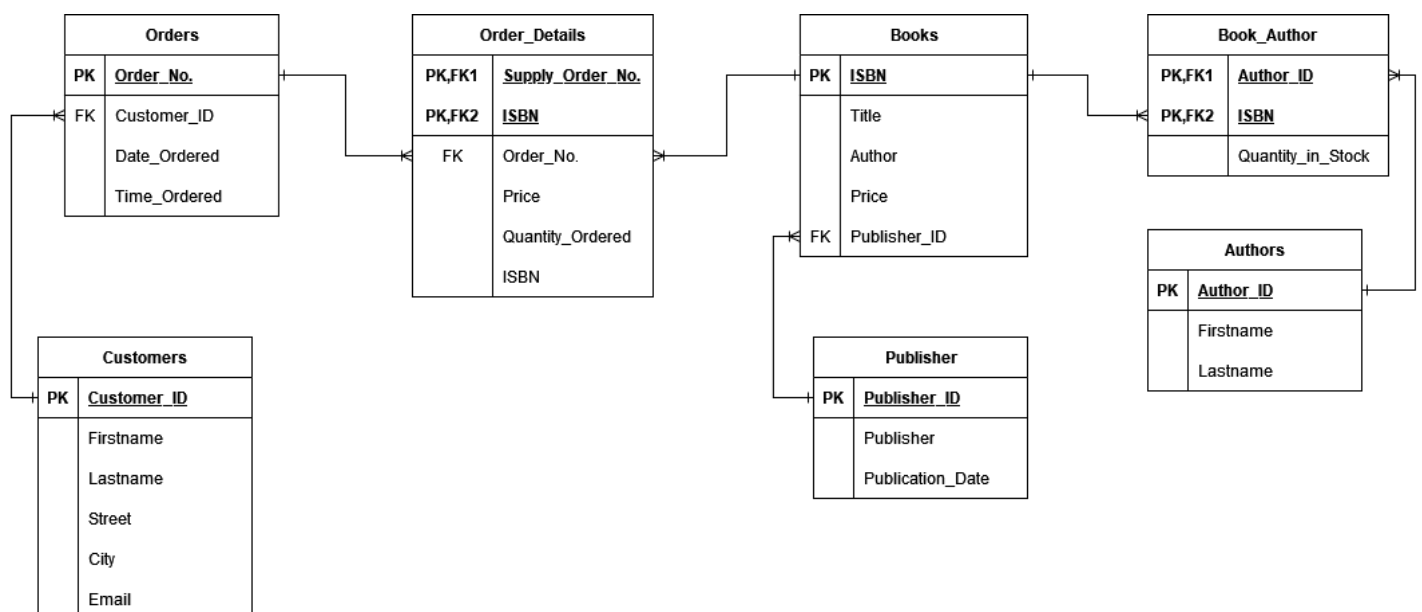 Orders
PK Order_No.
FK Customer_ID
Date_Ordered
Time_Ordered
Order_Details
PK,FK1 Supply_Order_No.
PK,FK2 ISBN
FK Order_No.
Price
Quantity_Ordered
ISBN
Books
PK ISBN
Title
Author
Price
FK Publisher_ID
Book_Author
PK,FK1 Author_ID
PK,FK2 ISBN
Quantity_in_Stock
Authors
PK Author_ID
Firstname
Lastname
Customers
PK Customer_ID
Firstname
Lastname
Street
City
Email
Publisher
PK Publisher_ID
Publisher
Publication_Date